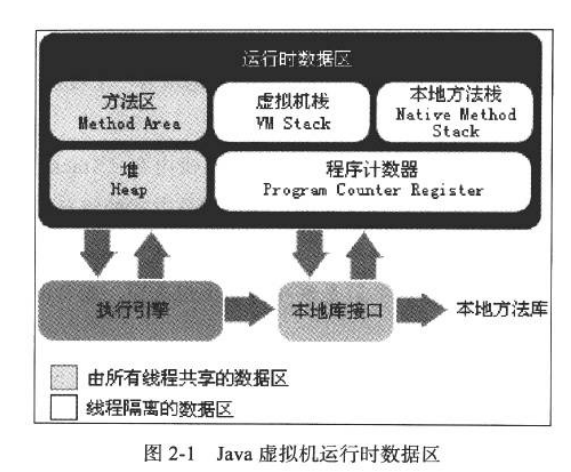 运行时数据区
方法区
Method Area
虚拟机栈
VM Stack
本地方法栈
Native Method
Stack
堆
Heap
程序计数器
Program Counter Register
执行引擎
本地库接口
本地方法库
由所有线程共享的数据区
线程隔离的数据区
图 2-1 Java 虚拟机运行时数据区